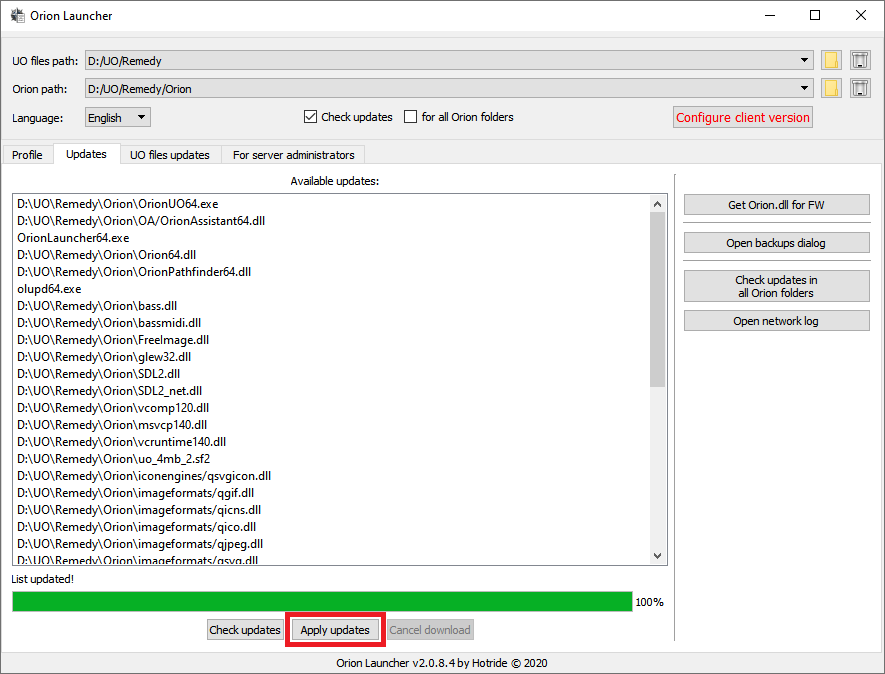 Orion Launcher
UO files path: D:/UO/Remedy
Orion path: D:/UO/Remedy/Orion
Language: English Check updates for all Orion folders Configure client version
Profile Updates UO files updates For server administrators
Available updates:
D:\UO\Remedy\Orion\OrionUO64.exe
D:\UO\Remedy\Orion\OA/OrionAssistant64.dll
OrionLauncher64.exe
D:\UO\Remedy\Orion\Orion64.dll
D:\UO\Remedy\Orion\OrionPathfinder64.dll
olupd64.exe
D:\UO\Remedy\Orion\bass.dll
D:\UO\Remedy\Orion\bassmidi.dll
D:\UO\Remedy\Orion\FreeImage.dll
D:\UO\Remedy\Orion\glew32.dll
D:\UO\Remedy\Orion\SDL2.dll
D:\UO\Remedy\Orion\SDL2_net.dll
D:\UO\Remedy\Orion\vcomp120.dll
D:\UO\Remedy\Orion\msvcp140.dll
D:\UO\Remedy\Orion\vcruntime140.dll
D:\UO\Remedy\Orion\uo_4mb_2.sf2
D:\UO\Remedy\Orion\iconengines/qsvgicon.dll
D:\UO\Remedy\Orion\imageformats/qgif.dll
D:\UO\Remedy\Orion\imageformats/qicns.dll
D:\UO\Remedy\Orion\imageformats/qico.dll
D:\UO\Remedy\Orion\imageformats/qjpeg.dll
D:\UO\Remedy\Orion\imageformats/qsvg.dll
List updated!
100%
Check updates Apply updates Cancel download
Get Orion.dll for FW
Open backups dialog
Check updates in
all Orion folders
Open network log
Orion Launcher v2.0.8.4 by Hotride © 2020